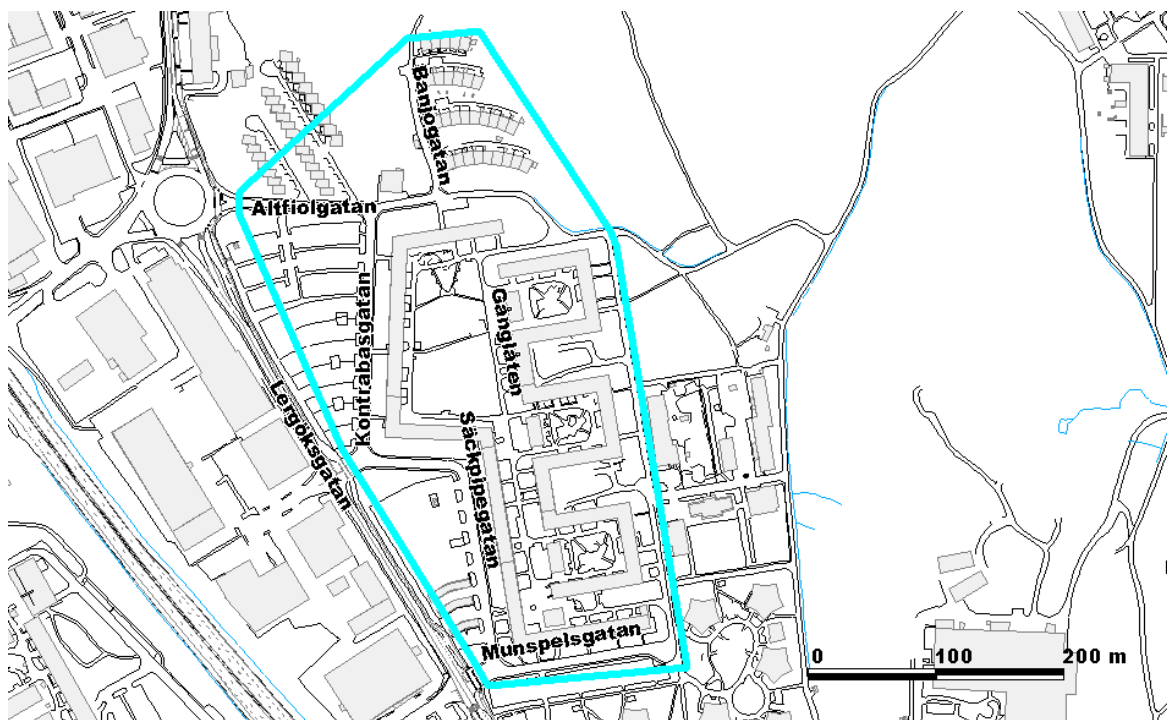 Banjogatan
Altfiolgatan
Kontrabasgatan
Gånglåten
Lergöksgatan
Säckpipegatan
Munspelsgatan
0 100 200 m